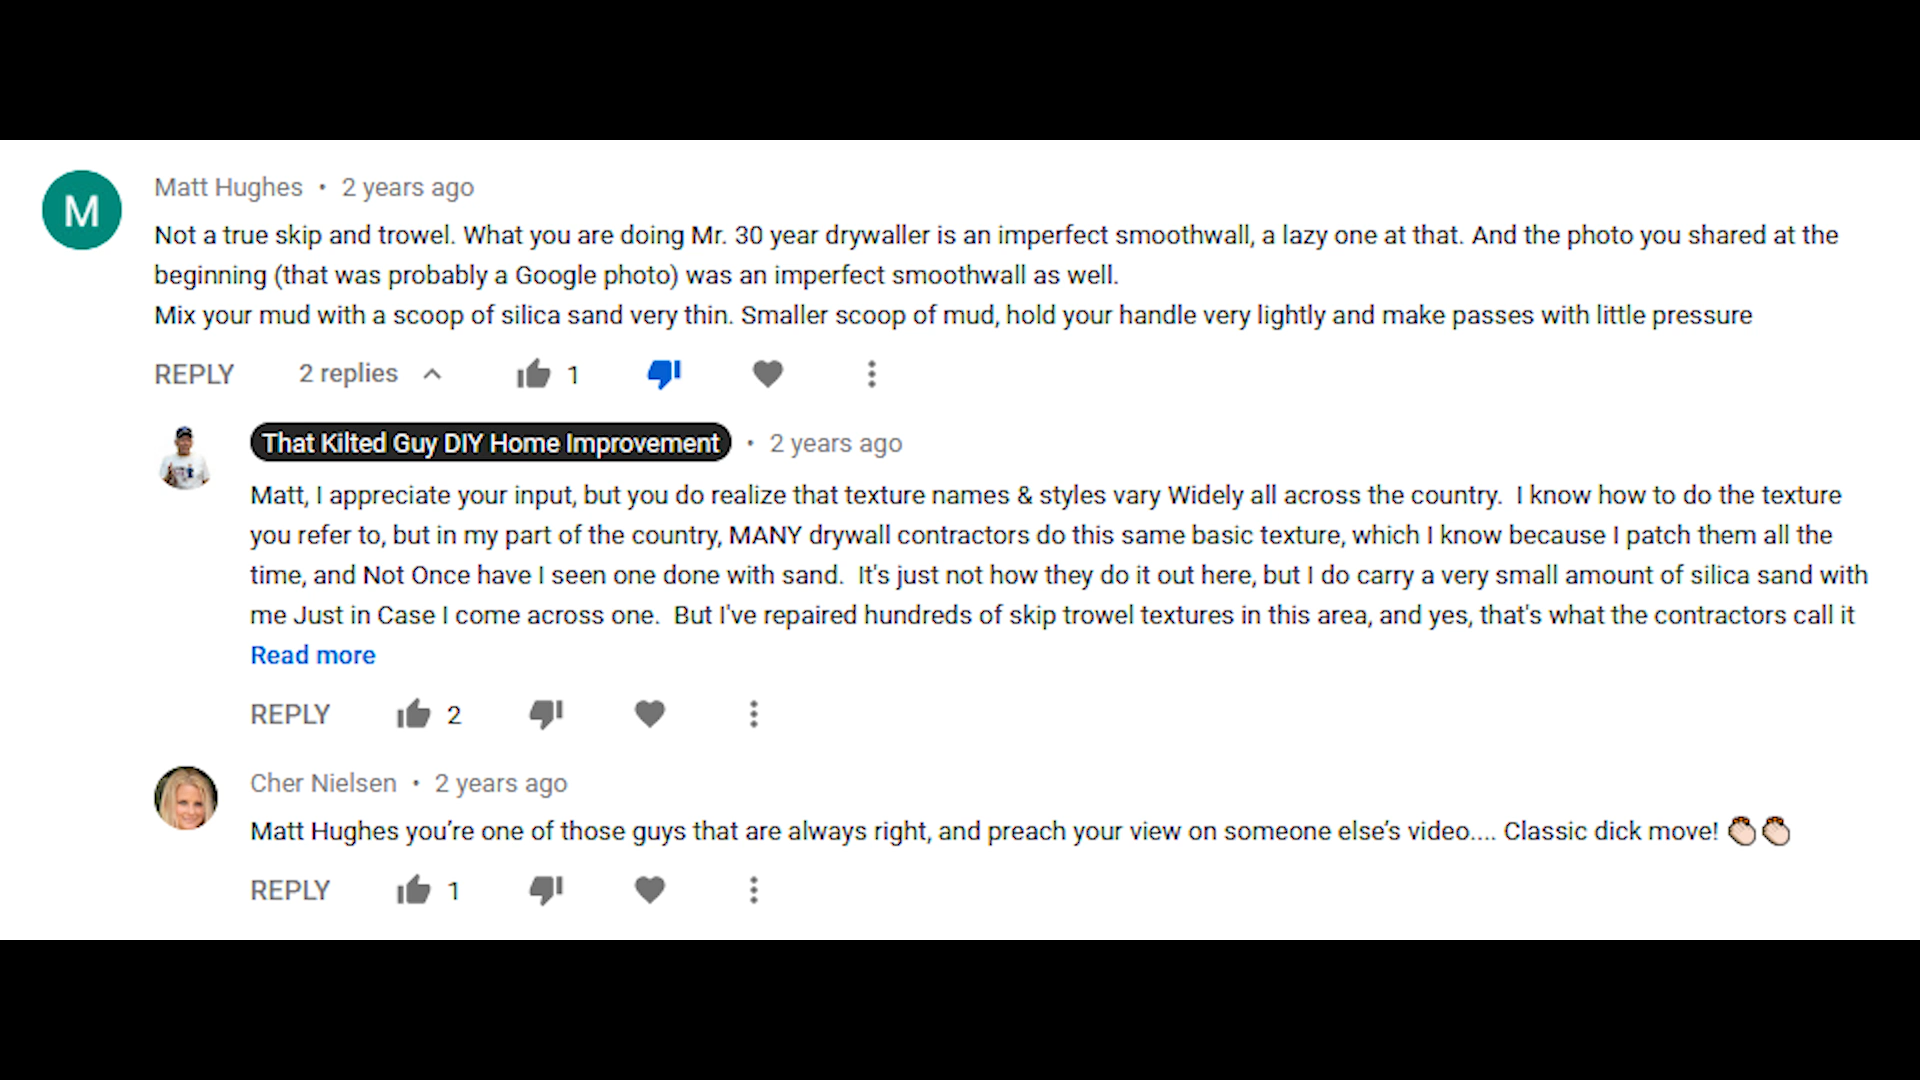 M
Matt Hughes • 2 years ago
Not a true skip and trowel. What you are doing Mr. 30 year drywaller is an imperfect smoothwall, a lazy one at that. And the photo you shared at the
beginning (that was probably a Google photo) was an imperfect smoothwall as well.
Mix your mud with a scoop of silica sand very thin. Smaller scoop of mud, hold your handle very lightly and make passes with little pressure
REPLY 2 replies 1
That Kilted Guy DIY Home Improvement • 2 years ago
Matt, I appreciate your input, but you do realize that texture names & styles vary Widely all across the country.  I know how to do the texture
you refer to, but in my part of the country, MANY drywall contractors do this same basic texture, which I know because I patch them all the
time, and Not Once have I seen one done with sand.  It's just not how they do it out here, but I do carry a very small amount of silica sand with
me Just in Case I come across one.  But I've repaired hundreds of skip trowel textures in this area, and yes, that's what the contractors call it
Read more
REPLY 2
Cher Nielsen • 2 years ago
Matt Hughes you’re one of those guys that are always right, and preach your view on someone else’s video.... Classic dick move! 👏🏻👏🏻
REPLY 1